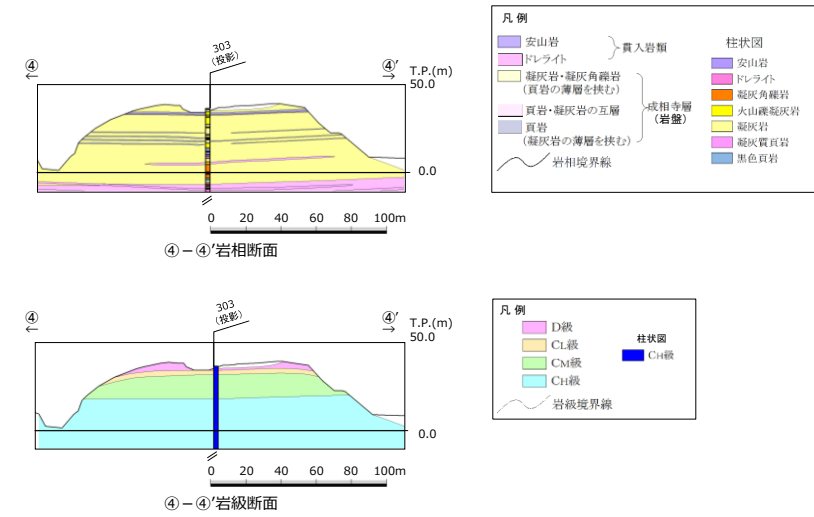 ④
303
(投影)
④′
T.P.(m)
50.0
0.0
0 20 40 60 80 100m
④－④′岩相断面
凡 例
安山岩
ドレライト
貫入岩類
凝灰岩・凝灰角礫岩
(頁岩の薄層を挟む)
頁岩・凝灰岩の互層
頁岩
(凝灰岩の薄層を挟む)
成相寺層
(岩盤)
岩相境界線
柱状図
安山岩
ドレライト
凝灰角礫岩
火山礫凝灰岩
凝灰岩
凝灰質頁岩
黒色頁岩
④
303
(投影)
④′
T.P.(m)
50.0
0.0
0 20 40 60 80 100m
④－④′岩級断面
凡 例
D級
CL級
CM級
CH級
岩級境界線
柱状図
CH級